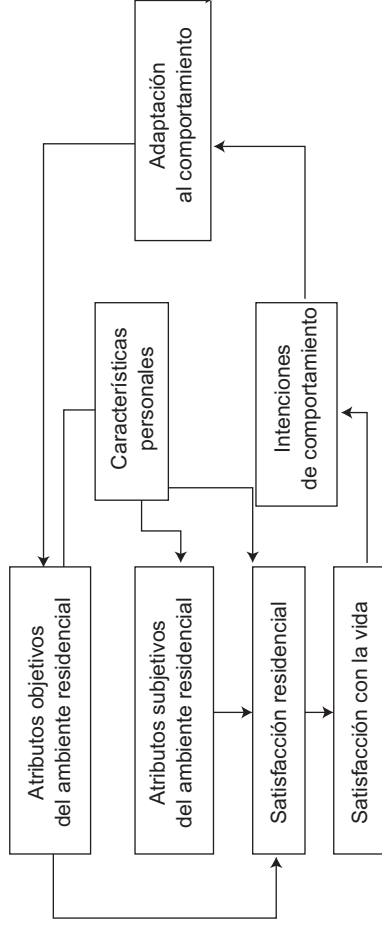 Atributos objetivos
del ambiente residencial
Atributos subjetivos
del ambiente residencial
Satisfacción residencial
Satisfacción con la vida
Características
personales
Intenciones
de comportamiento
Adaptación
al comportamiento